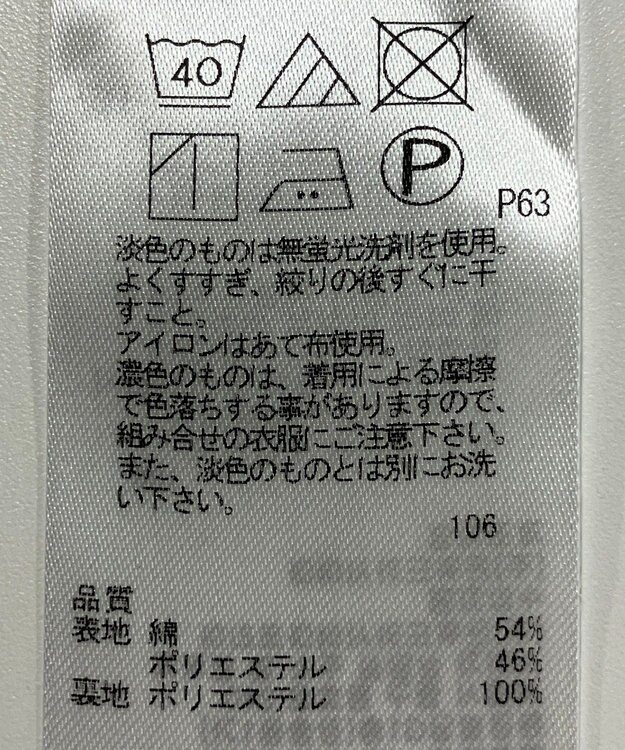 40
P
P63
淡色のものは無蛍光洗剤を使用。
よくすすぎ、絞りの後すぐに干
すこと。
アイロンはあて布使用。
濃色のものは、着用による摩擦
で色落ちする事がありますので、
組み合せの衣服にご注意下さい。
また、淡色のものとは別にお洗
い下さい。
106
品質
表地 綿 54%
ポリエステル 46%
裏地 ポリエステル 100%